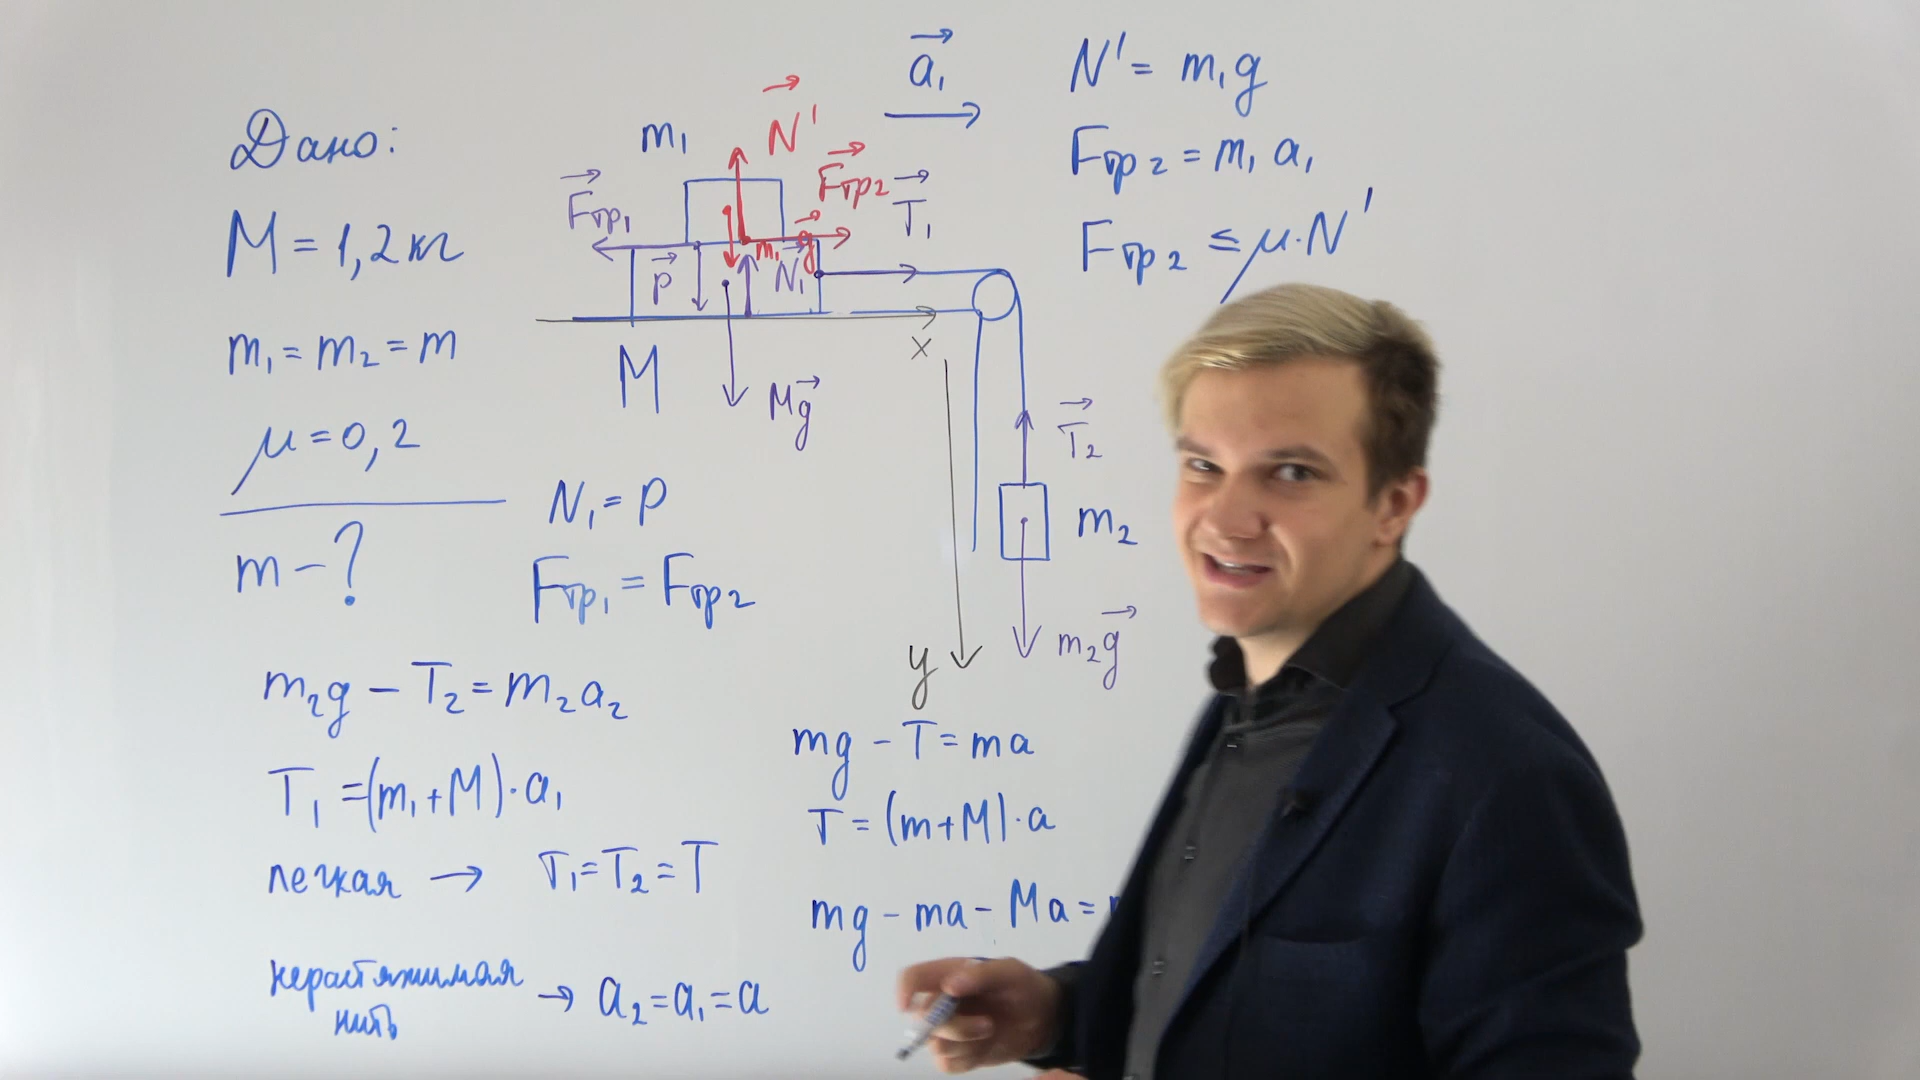 Дано:
M = 1,2 кг
m₁ = m₂ = m
μ = 0,2
m – ?
N₁ = P
Fтр₁ = Fтр₂
m₂g – T₂ = m₂a₂
T₁ = (m₁+M)·a₁
легкая → T₁ = T₂ = T
нерастяжимая
нить → a₂ = a₁ = a
m₁
N'
Fтр₁
Fтр₂
T₁
a₁
P
m₁g
N₁
M
Mg
x
y
T₂
m₂
m₂g
N' = m₁g
Fтр₂ = m₁a₁
Fтр₂ ≤ μ·N'
mg – T = ma
T = (m+M)·a
mg – ma – Ma =